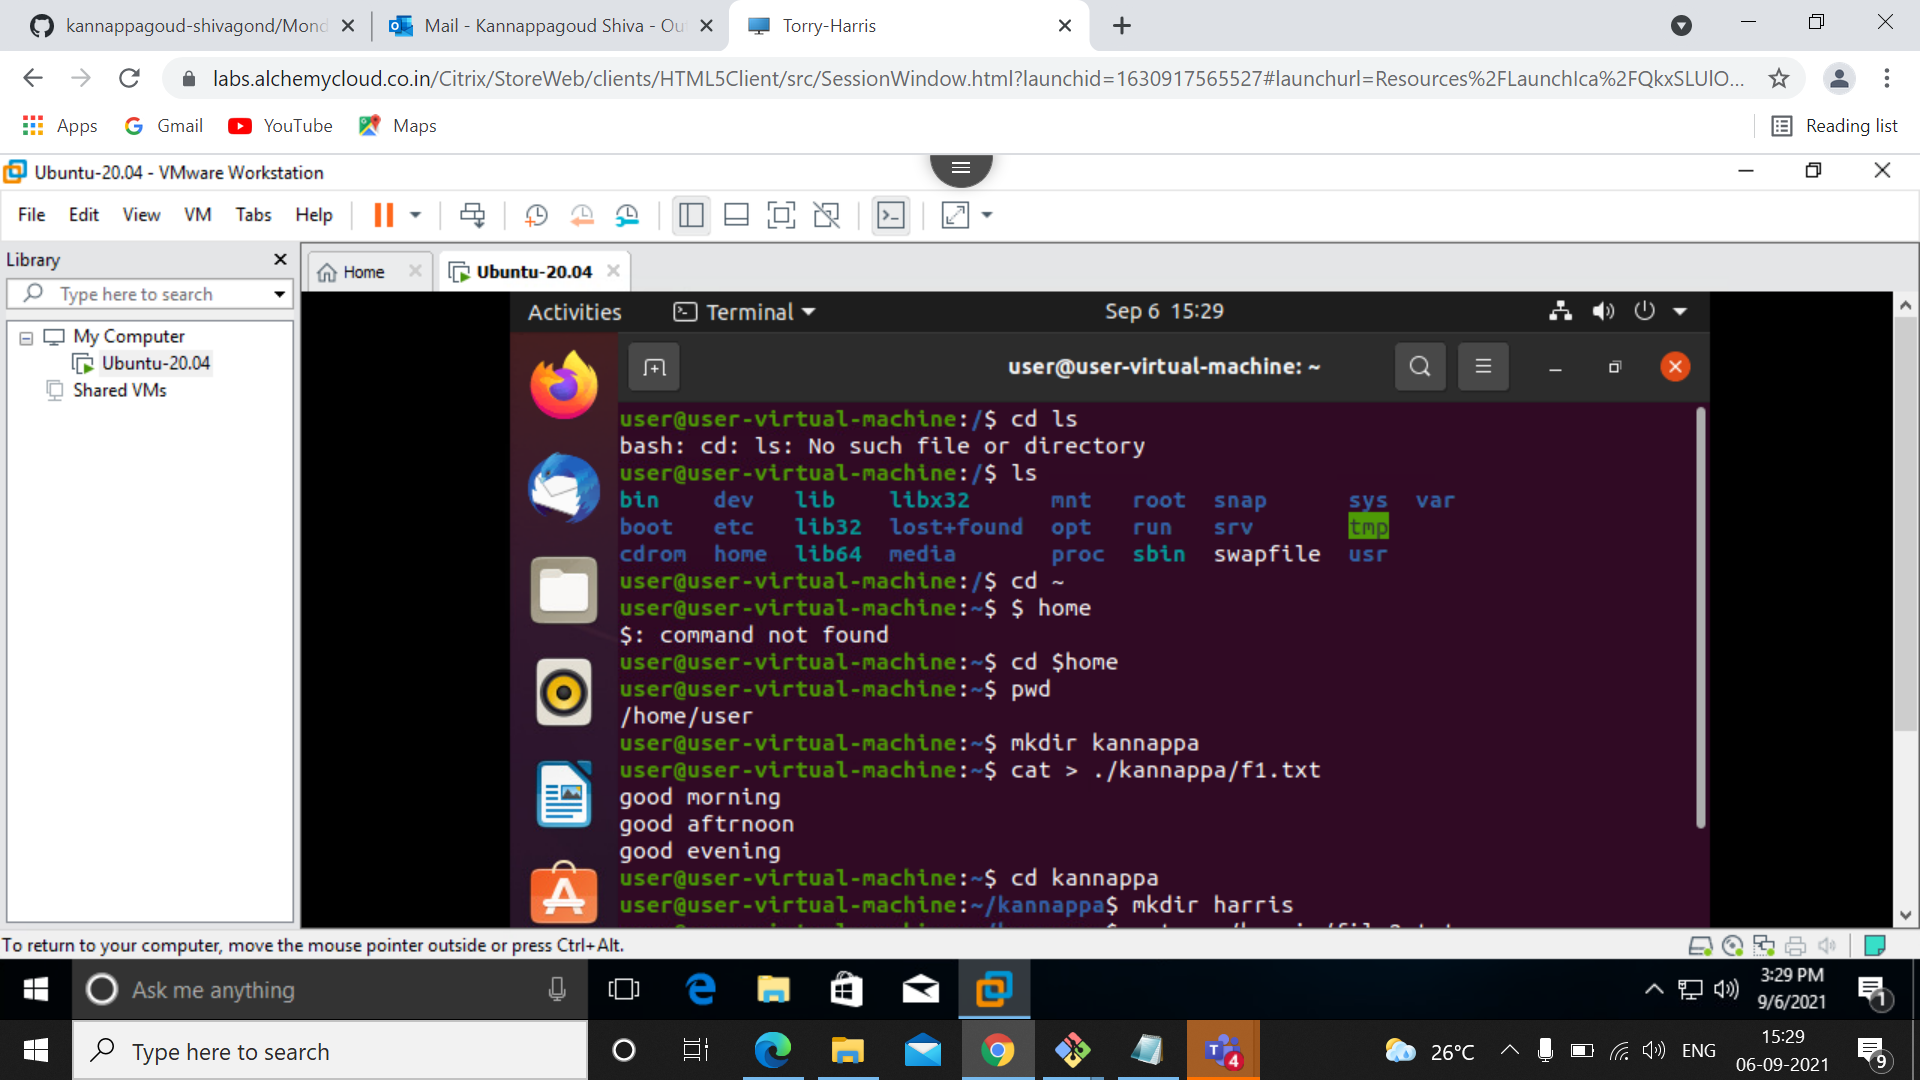 kannappagoud-shivagond/Mond
Mail - Kannappagoud Shiva - Ou
Torry-Harris
labs.alchemycloud.co.in/Citrix/StoreWeb/clients/HTML5Client/src/SessionWindow.html?launchid=1630917565527#launchurl=Resources%2FLaunchIca%2FQkxSLUlO...
Apps
Gmail
YouTube
Maps
Reading list
Ubuntu-20.04 - VMware Workstation
File Edit View VM Tabs Help
Library
Home
Ubuntu-20.04
Type here to search
My Computer
Ubuntu-20.04
Shared VMs
Activities
Terminal
Sep 6 15:29
user@user-virtual-machine: ~
user@user-virtual-machine:/$ cd ls
bash: cd: ls: No such file or directory
user@user-virtual-machine:/$ ls
bin dev lib libx32 mnt root snap sys var
boot etc lib32 lost+found opt run srv tmp
cdrom home lib64 media proc sbin swapfile usr
user@user-virtual-machine:/$ cd ~
user@user-virtual-machine:~$ $ home
$: command not found
user@user-virtual-machine:~$ cd $home
user@user-virtual-machine:~$ pwd
/home/user
user@user-virtual-machine:~$ mkdir kannappa
user@user-virtual-machine:~$ cat > ./kannappa/f1.txt
good morning
good aftrnoon
good evening
user@user-virtual-machine:~$ cd kannappa
user@user-virtual-machine:~/kannappa$ mkdir harris
To return to your computer, move the mouse pointer outside or press Ctrl+Alt.
Ask me anything
3:29 PM
9/6/2021
1
Type here to search
4
26°C
ENG
15:29
06-09-2021
9